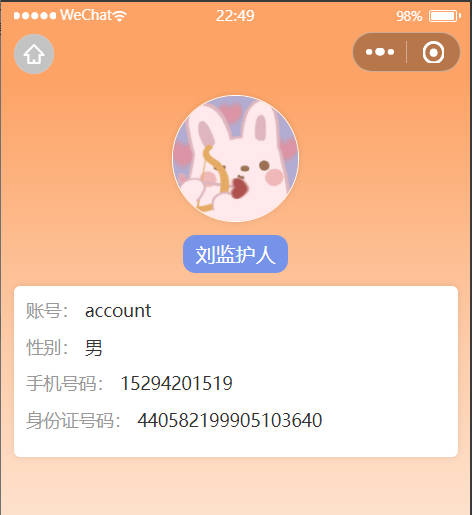 WeChat 22:49 98%
刘监护人
账号： account
性别： 男
手机号码： 15294201519
身份证号码： 440582199905103640